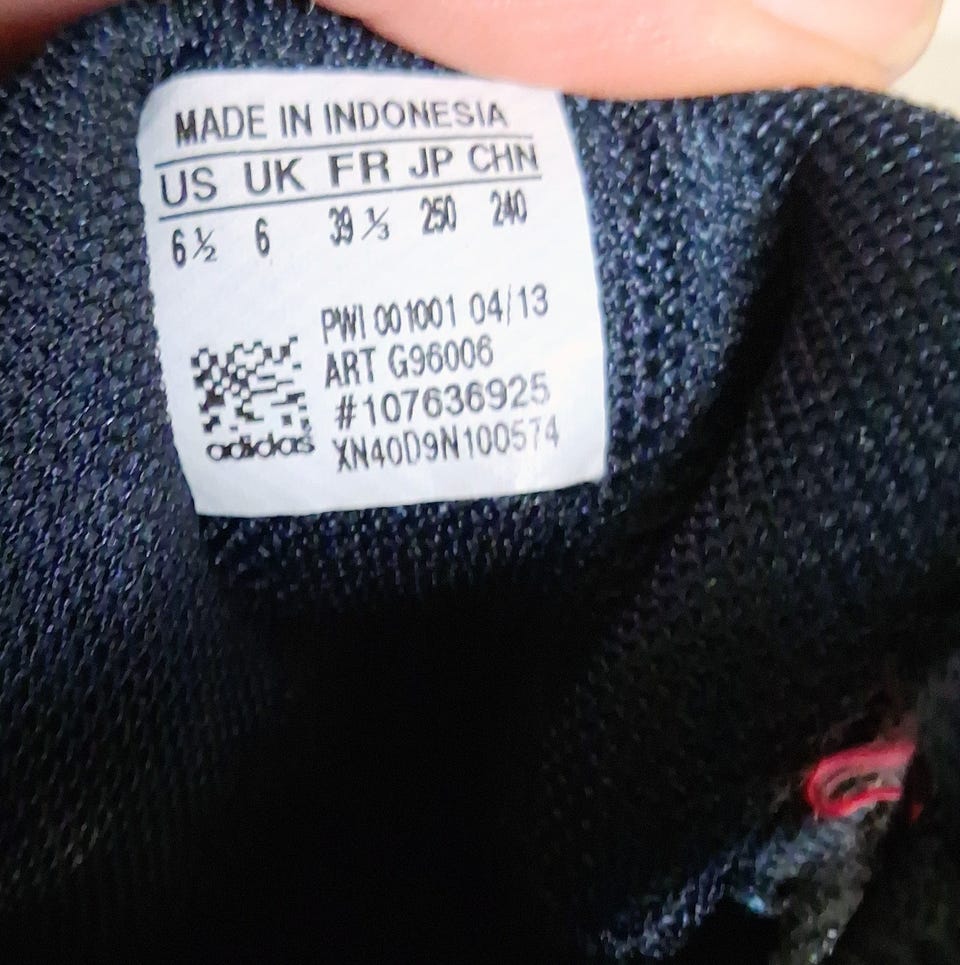 MADE IN INDONESIA
US UK FR JP CHN
6½ 6 39⅓ 250 240
PWI 001001 04/13
ART G96006
#107636925
adidas XN40D9N100574